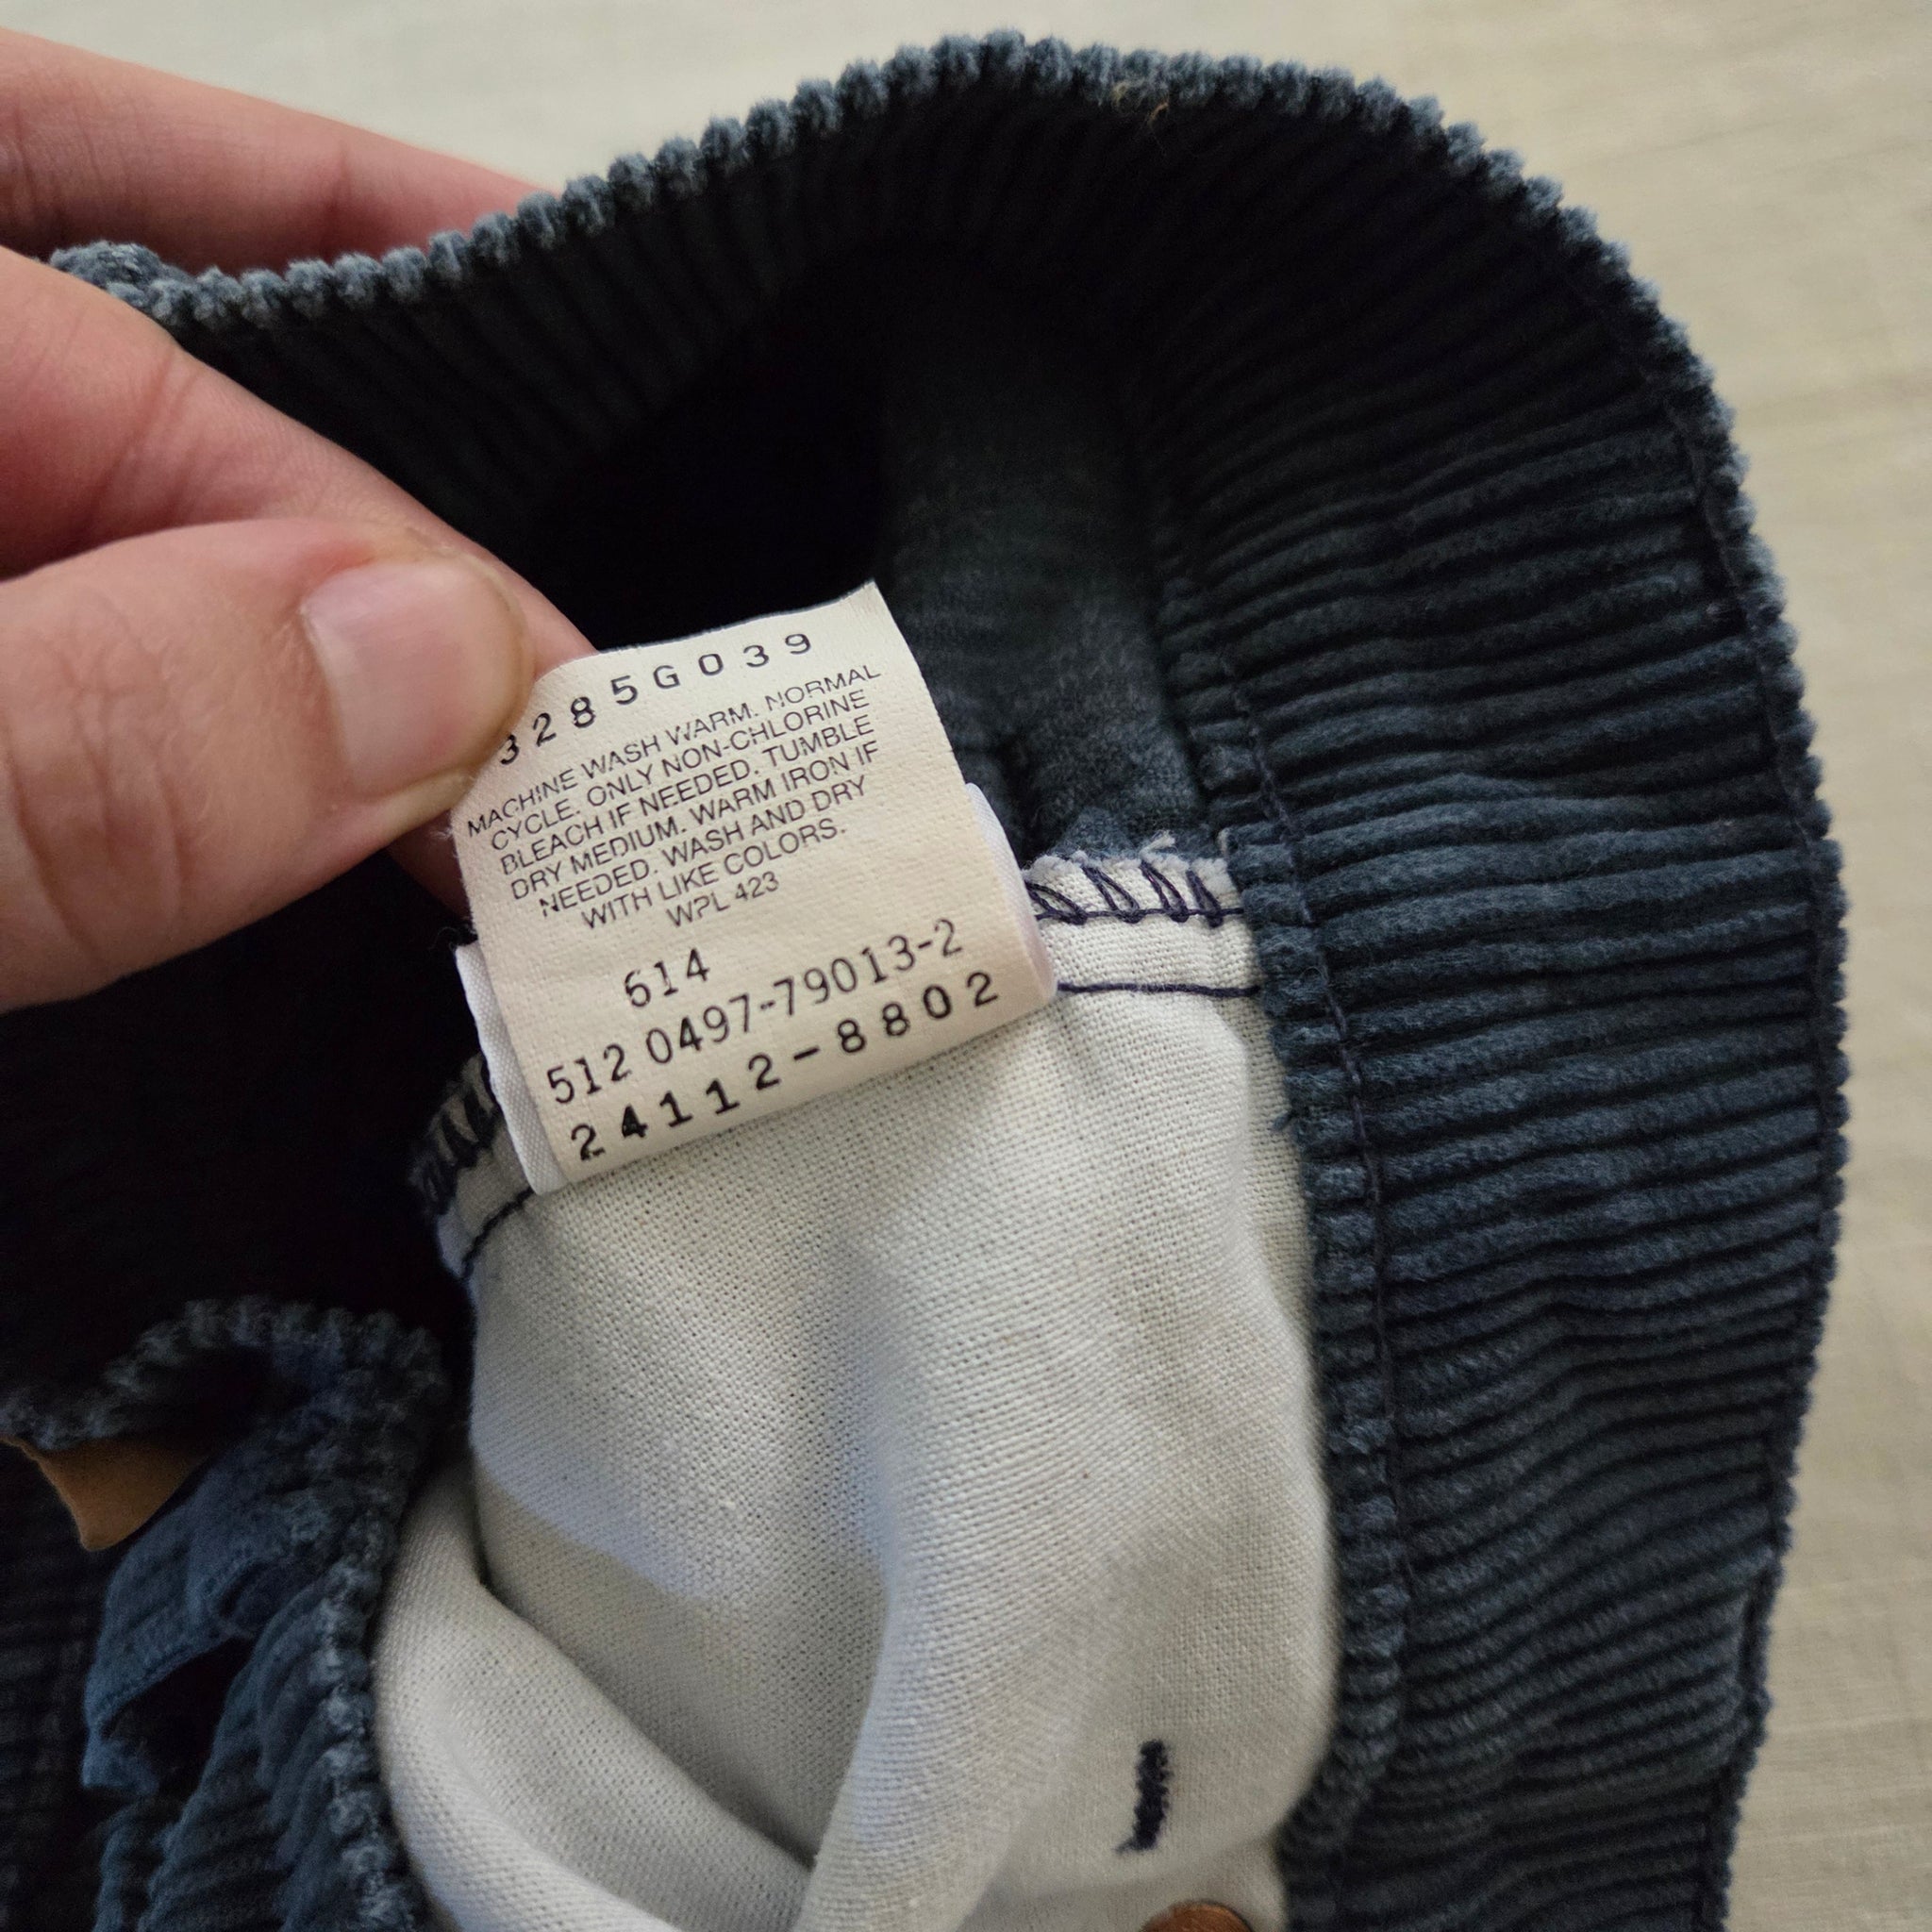 3285G039
MACHINE WASH WARM. NORMAL
CYCLE. ONLY NON-CHLORINE
BLEACH IF NEEDED. TUMBLE
DRY MEDIUM. WARM IRON IF
NEEDED. WASH AND DRY
WITH LIKE COLORS.
WPL 423
614
512 0497-79013-2
24112-8802